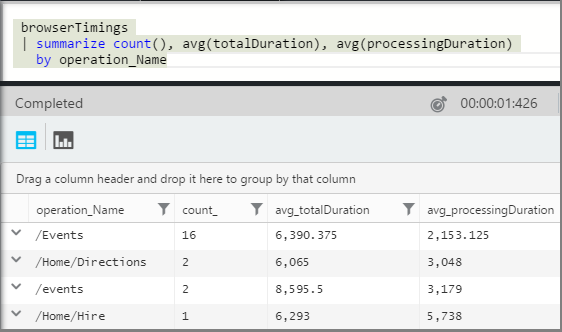 browserTimings
| summarize count(), avg(totalDuration), avg(processingDuration)
by operation_Name
Completed 00:00:01:426
Drag a column header and drop it here to group by that column
operation_Name count_ avg_totalDuration avg_processingDuration
/Events 16 6,390.375 2,153.125
/Home/Directions 2 6,065 3,048
/events 2 8,595.5 3,179
/Home/Hire 1 6,293 5,738